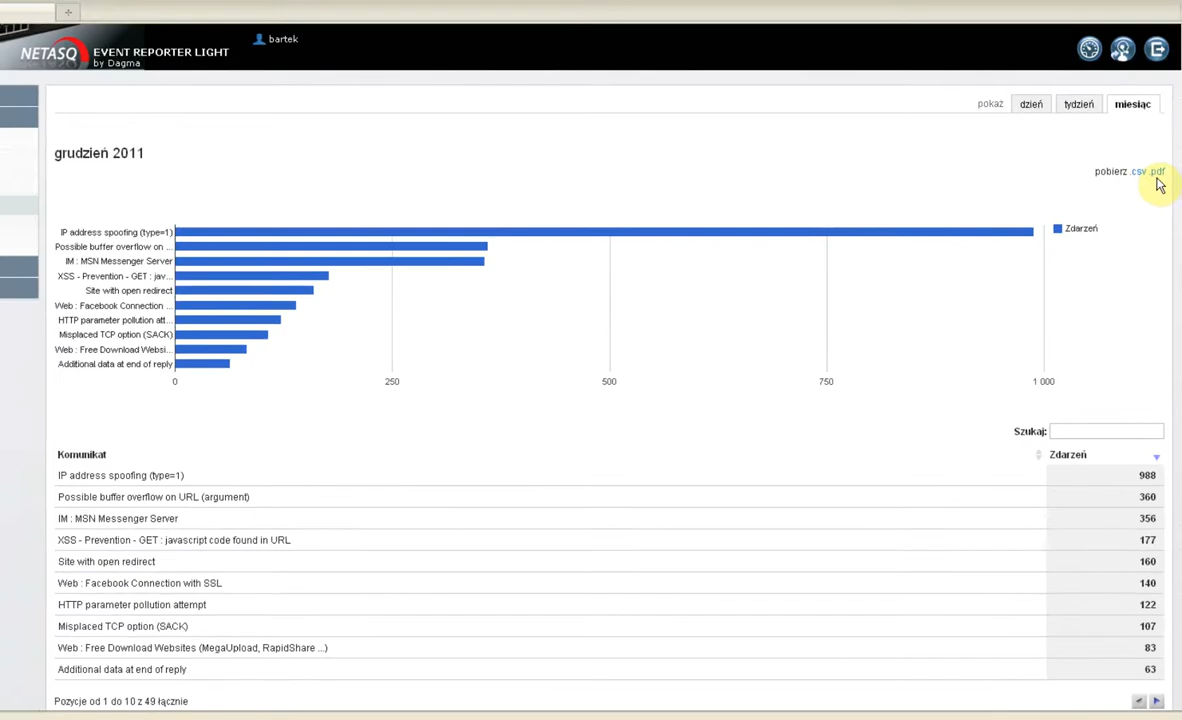 NETASQ
EVENT REPORTER LIGHT
by Dagma
bartek
pokaż
dzień
tydzień
miesiąc
grudzień 2011
pobierz .csv .pdf
IP address spoofing (type=1)
Possible buffer overflow on ...
IM : MSN Messenger Server
XSS - Prevention - GET : jav...
Site with open redirect
Web : Facebook Connection ...
HTTP parameter pollution att...
Misplaced TCP option (SACK)
Web : Free Download Websi...
Additional data at end of reply
Zdarzeń
0
250
500
750
1 000
Szukaj:
Komunikat Zdarzeń
IP address spoofing (type=1) 988
Possible buffer overflow on URL (argument) 360
IM : MSN Messenger Server 356
XSS - Prevention - GET : javascript code found in URL 177
Site with open redirect 160
Web : Facebook Connection with SSL 140
HTTP parameter pollution attempt 122
Misplaced TCP option (SACK) 107
Web : Free Download Websites (MegaUpload, RapidShare ...) 83
Additional data at end of reply 63
Pozycje od 1 do 10 z 49 łącznie